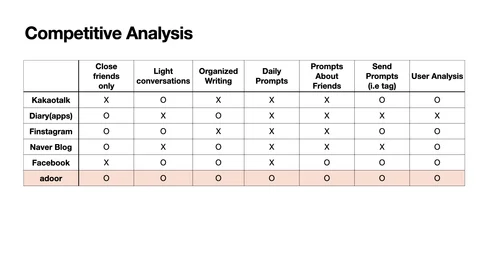 Competitive Analysis
Close friends only Light conversations Organized Writing Daily Prompts Prompts About Friends Send Prompts (i.e tag) User Analysis
Kakaotalk X O X X X O O
Diary(apps) O X O X X X X
Finstagram O O X X X O O
Naver Blog O X O X X X O
Facebook X O O X O O O
adoor O O O O O O O